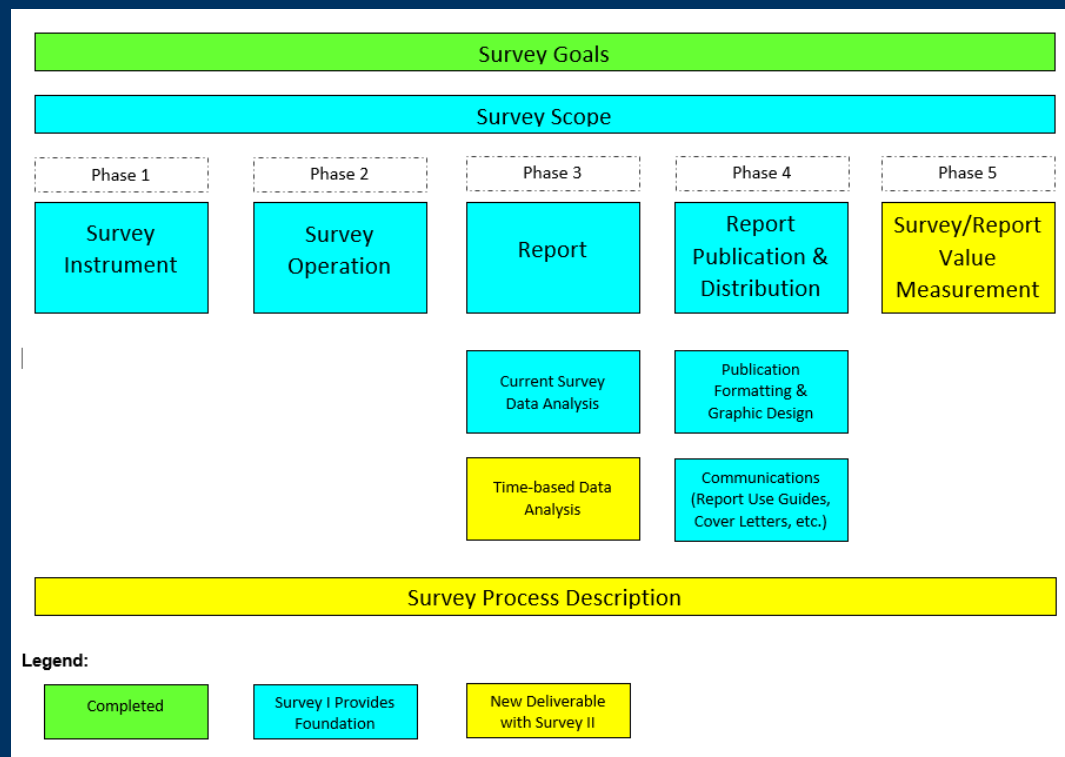 Survey Goals
Survey Scope
Phase 1
Phase 2
Phase 3
Phase 4
Phase 5
Survey
Instrument
Survey
Operation
Report
Report
Publication &
Distribution
Survey/Report
Value
Measurement
Current Survey
Data Analysis
Publication
Formatting &
Graphic Design
Time-based Data
Analysis
Communications
(Report Use Guides,
Cover Letters, etc.)
Survey Process Description
Legend:
Completed
Survey I Provides
Foundation
New Deliverable
with Survey II